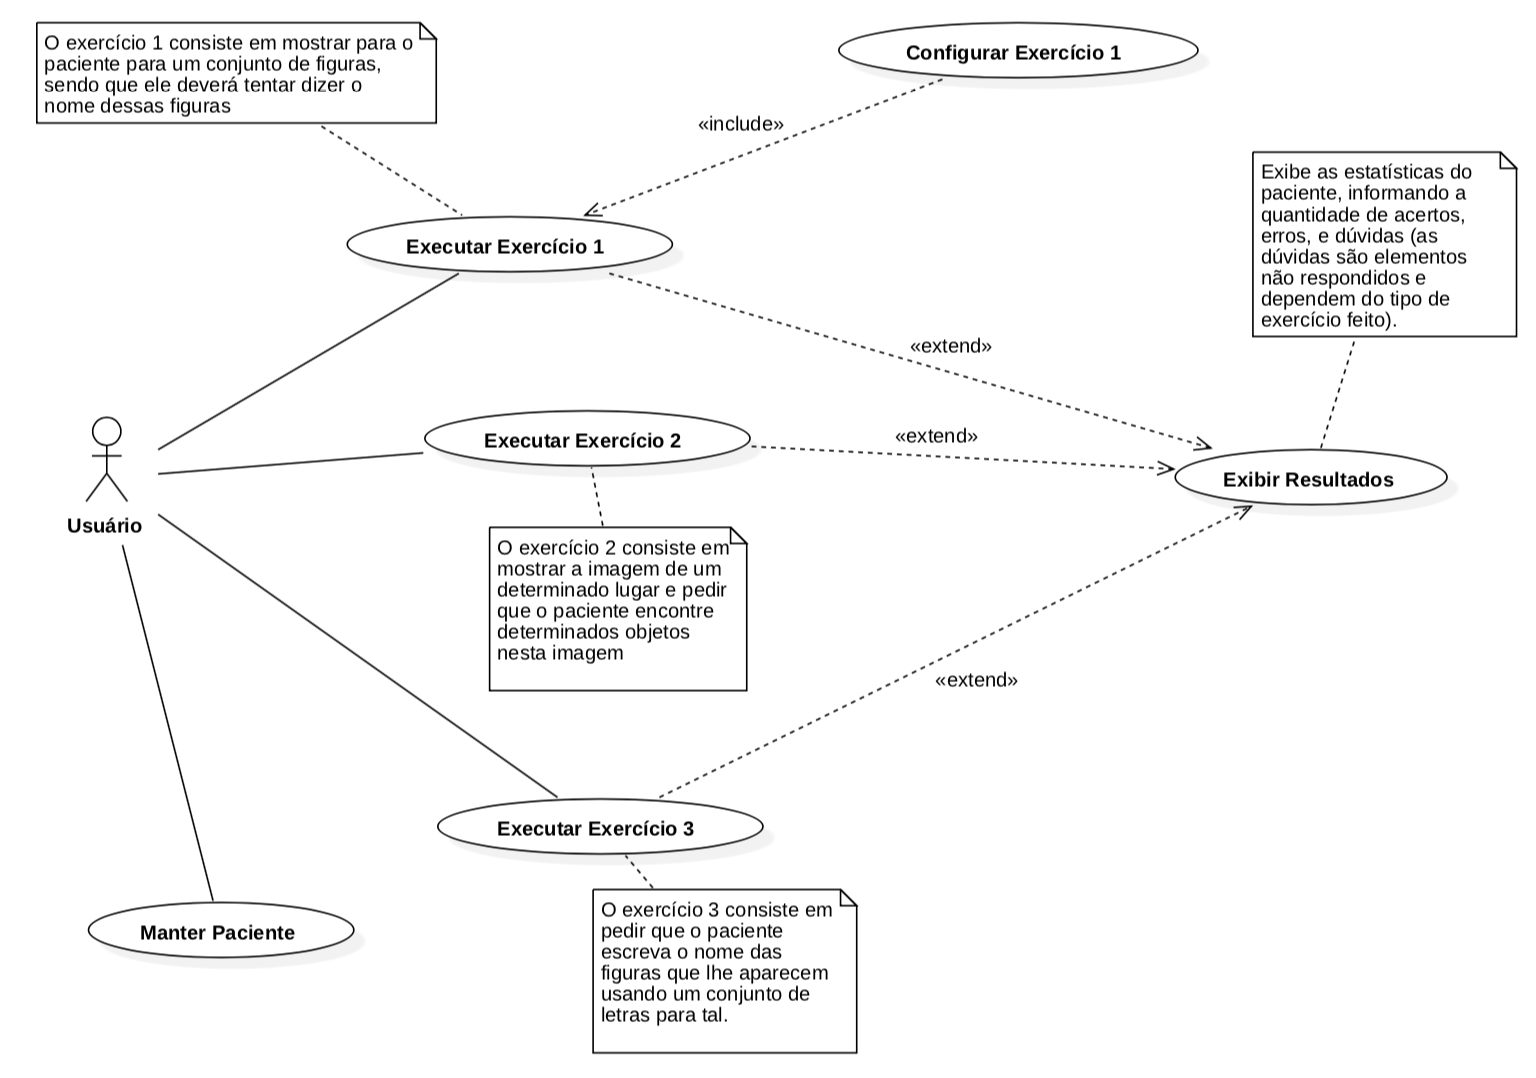 O exercício 1 consiste em mostrar para o
paciente para um conjunto de figuras,
sendo que ele deverá tentar dizer o
nome dessas figuras
Configurar Exercício 1
«include»
Exibe as estatísticas do
paciente, informando a
quantidade de acertos,
erros, e dúvidas (as
dúvidas são elementos
não respondidos e
dependem do tipo de
exercício feito).
Executar Exercício 1
«extend»
Executar Exercício 2
«extend»
Exibir Resultados
Usuário
O exercício 2 consiste em
mostrar a imagem de um
determinado lugar e pedir
que o paciente encontre
determinados objetos
nesta imagem
«extend»
Executar Exercício 3
Manter Paciente
O exercício 3 consiste em
pedir que o paciente
escreva o nome das
figuras que lhe aparecem
usando um conjunto de
letras para tal.